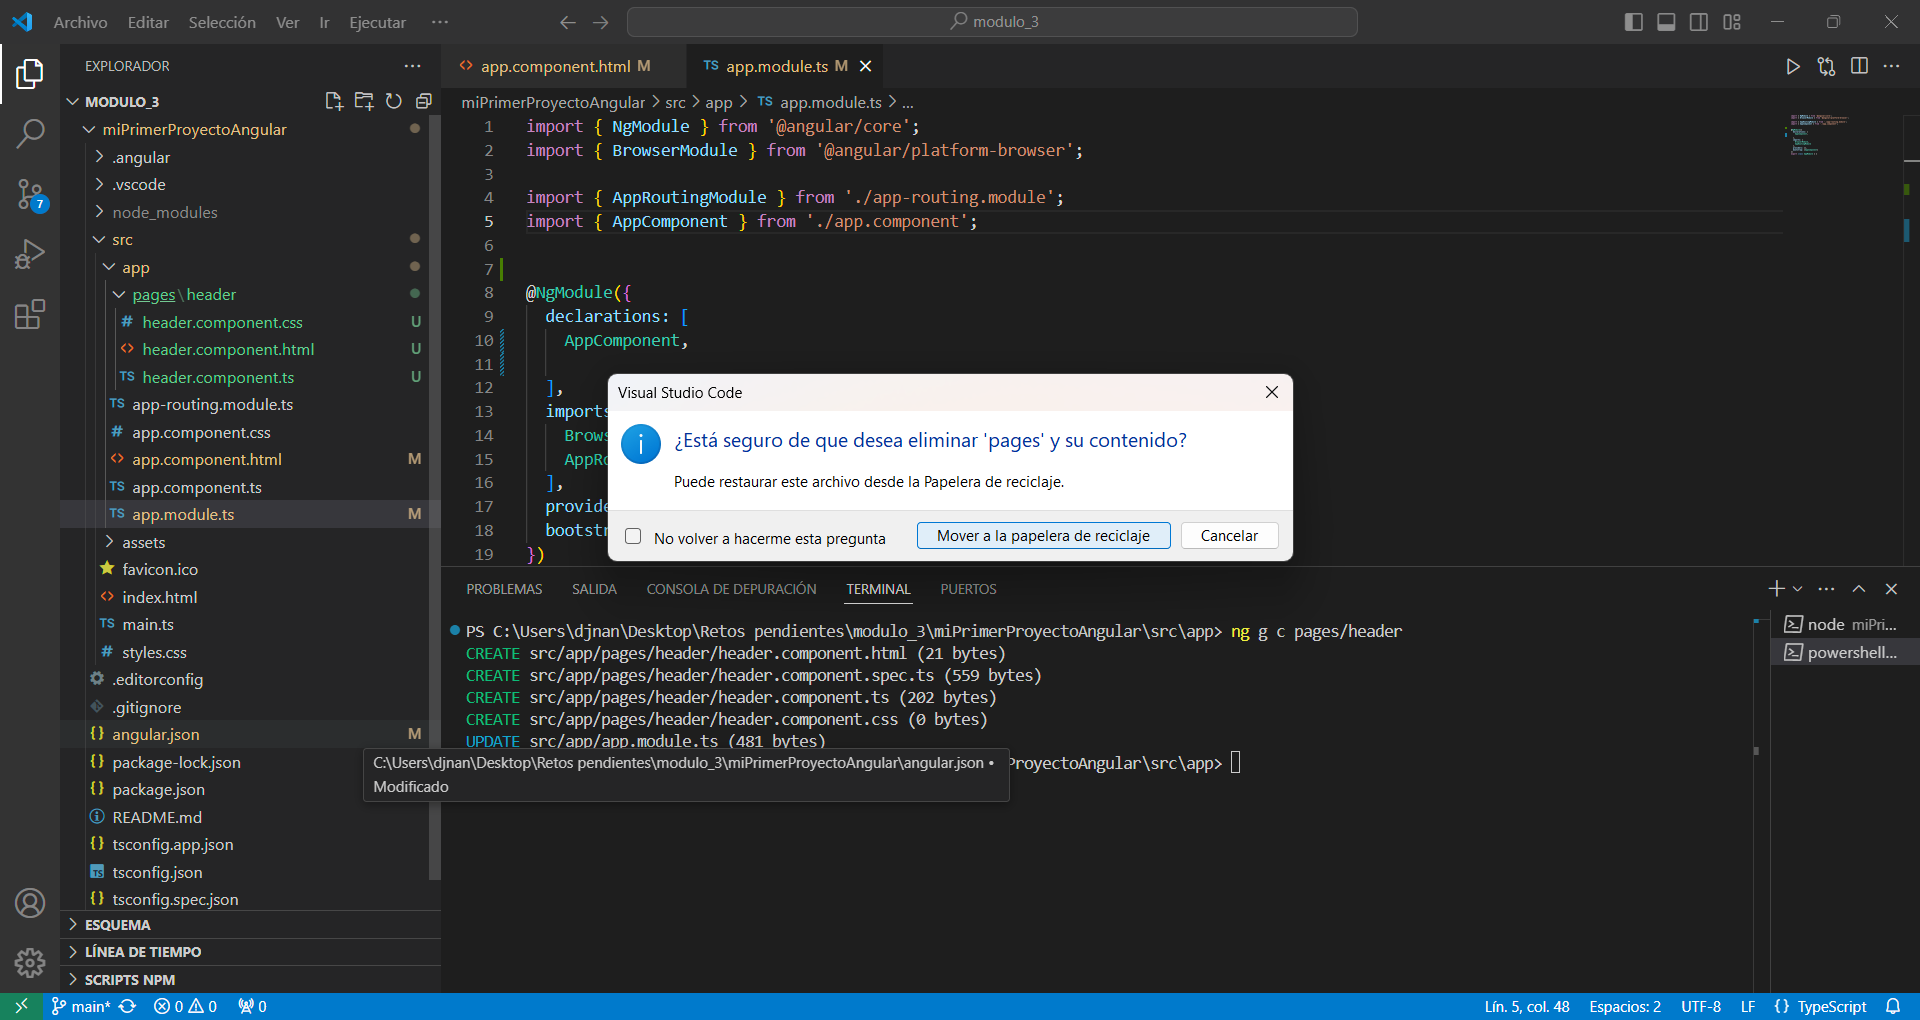 Archivo Editar Selección Ver Ir Ejecutar ···
modulo_3
EXPLORADOR
MODULO_3
miPrimerProyectoAngular
.angular
.vscode
node_modules
src
app
pages\header
header.component.css U
header.component.html U
header.component.ts U
app-routing.module.ts
app.component.css
app.component.html M
app.component.ts
app.module.ts M
assets
favicon.ico
index.html
main.ts
styles.css
.editorconfig
.gitignore
angular.json M
package-lock.json
package.json
README.md
tsconfig.app.json
tsconfig.json
tsconfig.spec.json
ESQUEMA
LÍNEA DE TIEMPO
SCRIPTS NPM
7
app.component.html M
TS app.module.ts M
miPrimerProyectoAngular > src > app > TS app.module.ts > ...
1 import { NgModule } from '@angular/core';
2 import { BrowserModule } from '@angular/platform-browser';
3
4 import { AppRoutingModule } from './app-routing.module';
5 import { AppComponent } from './app.component';
6
7
8 @NgModule({
9 declarations: [
10 AppComponent,
11
12 ],
13 imports
14 Brows
15 AppRo
16 ],
17 provide
18 bootstr
19 })
Visual Studio Code
¿Está seguro de que desea eliminar 'pages' y su contenido?
Puede restaurar este archivo desde la Papelera de reciclaje.
No volver a hacerme esta pregunta
Mover a la papelera de reciclaje
Cancelar
PROBLEMAS SALIDA CONSOLA DE DEPURACIÓN TERMINAL PUERTOS
PS C:\Users\djnan\Desktop\Retos pendientes\modulo_3\miPrimerProyectoAngular\src\app> ng g c pages/header
CREATE src/app/pages/header/header.component.html (21 bytes)
CREATE src/app/pages/header/header.component.spec.ts (559 bytes)
CREATE src/app/pages/header/header.component.ts (202 bytes)
CREATE src/app/pages/header/header.component.css (0 bytes)
UPDATE src/app/app.module.ts (481 bytes)
royectoAngular\src\app>
C:\Users\djnan\Desktop\Retos pendientes\modulo_3\miPrimerProyectoAngular\angular.json •
Modificado
node miPri...
powershell...
main* 0 0 0
Lín. 5, col. 48 Espacios: 2 UTF-8 LF {} TypeScript